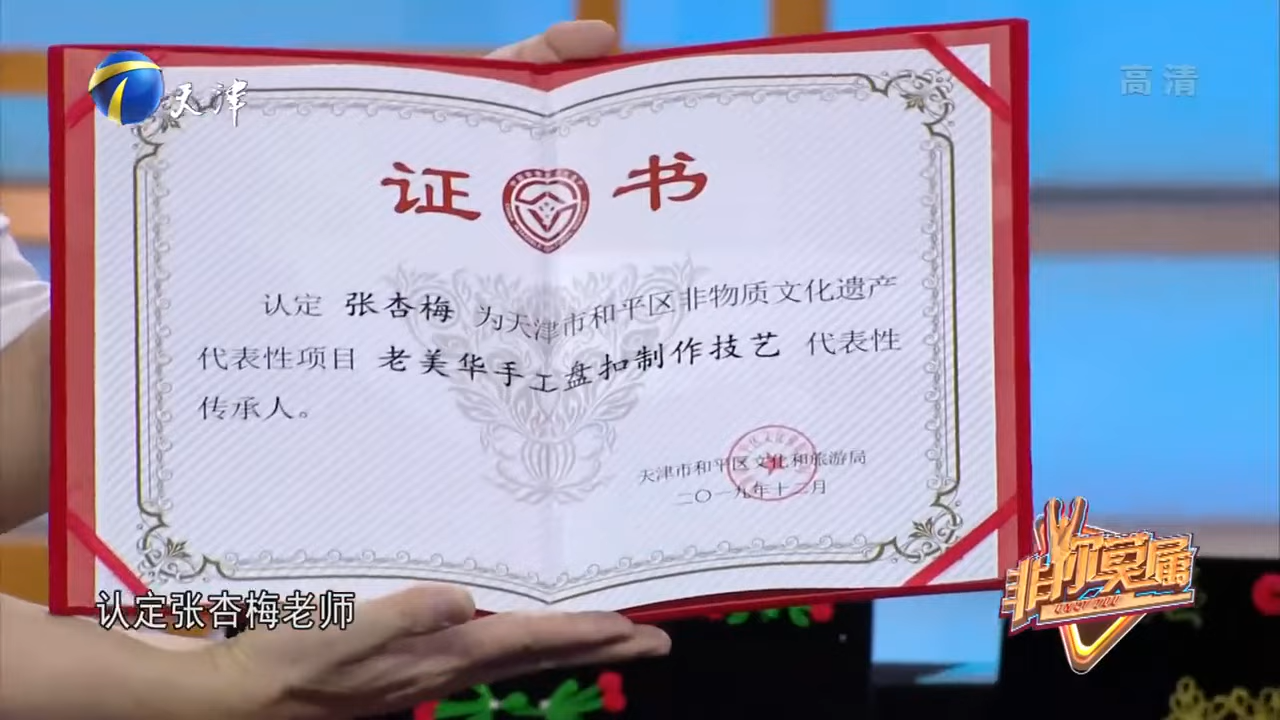 天津
高清
证书
认定 张杏梅 为天津市和平区非物质文化遗产
代表性项目 老美华手工盘扣制作技艺 代表性
传承人。
天津市和平区文化和旅游局
二〇一九年十二月
非你莫属
认定张杏梅老师